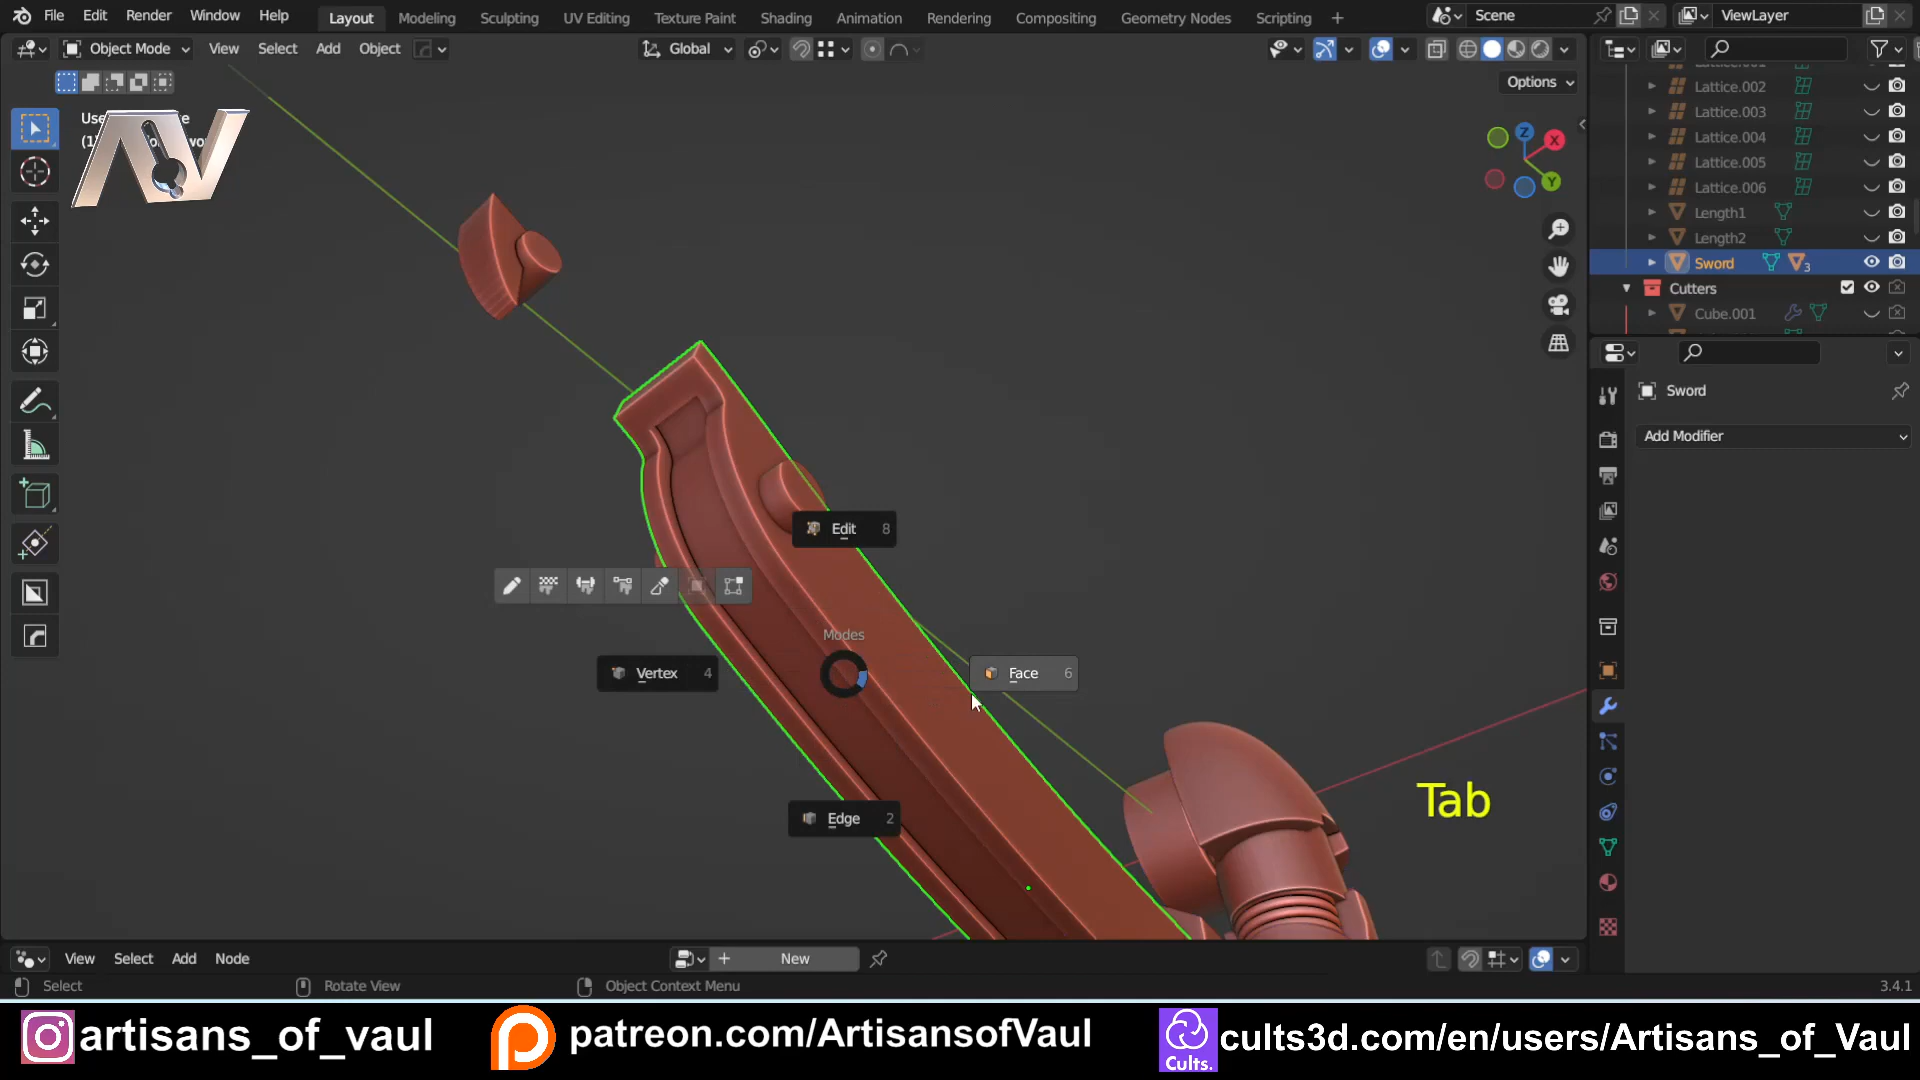 File Edit Render Window Help Layout Modeling Sculpting UV Editing Texture Paint Shading Animation Rendering Compositing Geometry Nodes Scripting + Scene ViewLayer
Object Mode View Select Add Object Global
Options
Lattice.002
Lattice.003
Lattice.004
Lattice.005
Lattice.006
Length1
Length2
Sword 3
Cutters
Cube.001
Z X Y
AV
Sword
Add Modifier
Edit 8
Modes
Vertex 4
Face 6
Edge 2
Tab
View Select Add Node New
Select Rotate View Object Context Menu 3.4.1
artisans_of_vaul patreon.com/ArtisansofVaul cults3d.com/en/users/Artisans_of_Vaul
Cults.